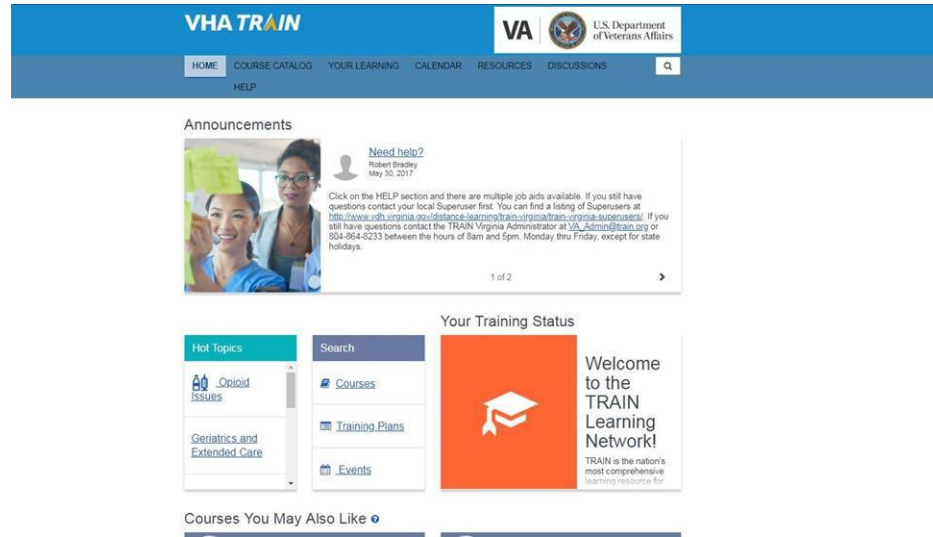 VHA TRAIN
VA
U.S. Department
of Veterans Affairs
HOME COURSE CATALOG YOUR LEARNING CALENDAR RESOURCES DISCUSSIONS
HELP
Announcements
Need help?
Robert Bradley
May 30, 2017
Click on the HELP section and there are multiple job aids available. If you still have
questions contact your local Superuser first. You can find a listing of Superusers at
http://www.vdh.virginia.gov/distance-learning/train-virginia/train-virginia-superusers/. If you
still have questions contact the TRAIN Virginia Administrator at VA_Admin@train.org or
804-864-8233 between the hours of 8am and 5pm, Monday thru Friday, except for state
holidays.
1 of 2
Your Training Status
Hot Topics
Opioid
Issues
Geriatrics and
Extended Care
Search
Courses
Training Plans
Events
Welcome
to the
TRAIN
Learning
Network!
TRAIN is the nation's
most comprehensive
learning resource for
Courses You May Also Like